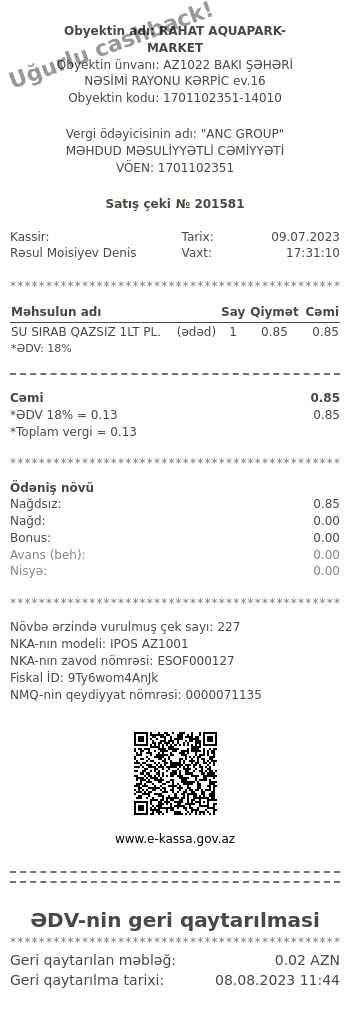 Uğurlu cashback!
Obyektin adı: RAHAT AQUAPARK-
MARKET
Obyektin ünvanı: AZ1022 BAKI ŞƏHƏRİ
NƏSİMİ RAYONU KƏRPİC ev.16
Obyektin kodu: 1701102351-14010
Vergi ödəyicisinin adı: "ANC GROUP"
MƏHDUD MƏSULİYYƏTLİ CƏMİYYƏTİ
VÖEN: 1701102351
Satış çeki № 201581
Kassir: Tarix: 09.07.2023
Rəsul Moisiyev Denis Vaxt: 17:31:10
********************************************
Məhsulun adı Say Qiymət Cəmi
SU SIRAB QAZSIZ 1LT PL. (ədəd) 1 0.85 0.85
*ƏDV: 18%
Cəmi 0.85
*ƏDV 18% = 0.13 0.85
*Toplam vergi = 0.13
********************************************
Ödəniş növü
Nağdsız: 0.85
Nağd: 0.00
Bonus: 0.00
Avans (beh): 0.00
Nisyə: 0.00
********************************************
Növbə ərzində vurulmuş çek sayı: 227
NKA-nın modeli: IPOS AZ1001
NKA-nın zavod nömrəsi: ESOF000127
Fiskal İD: 9Ty6wom4AnJk
NMQ-nin qeydiyyat nömrəsi: 0000071135
www.e-kassa.gov.az
ƏDV-nin geri qaytarılması
********************************************
Geri qaytarılan məbləğ: 0.02 AZN
Geri qaytarılma tarixi: 08.08.2023 11:44